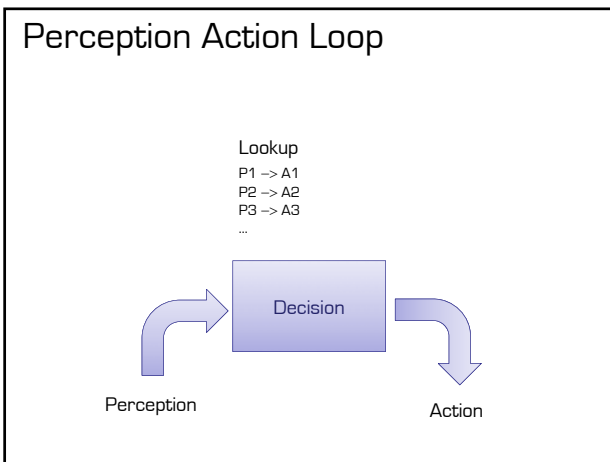 Perception Action Loop
Lookup
P1 –> A1
P2 –> A2
P3 –> A3
...
Decision
Perception
Action